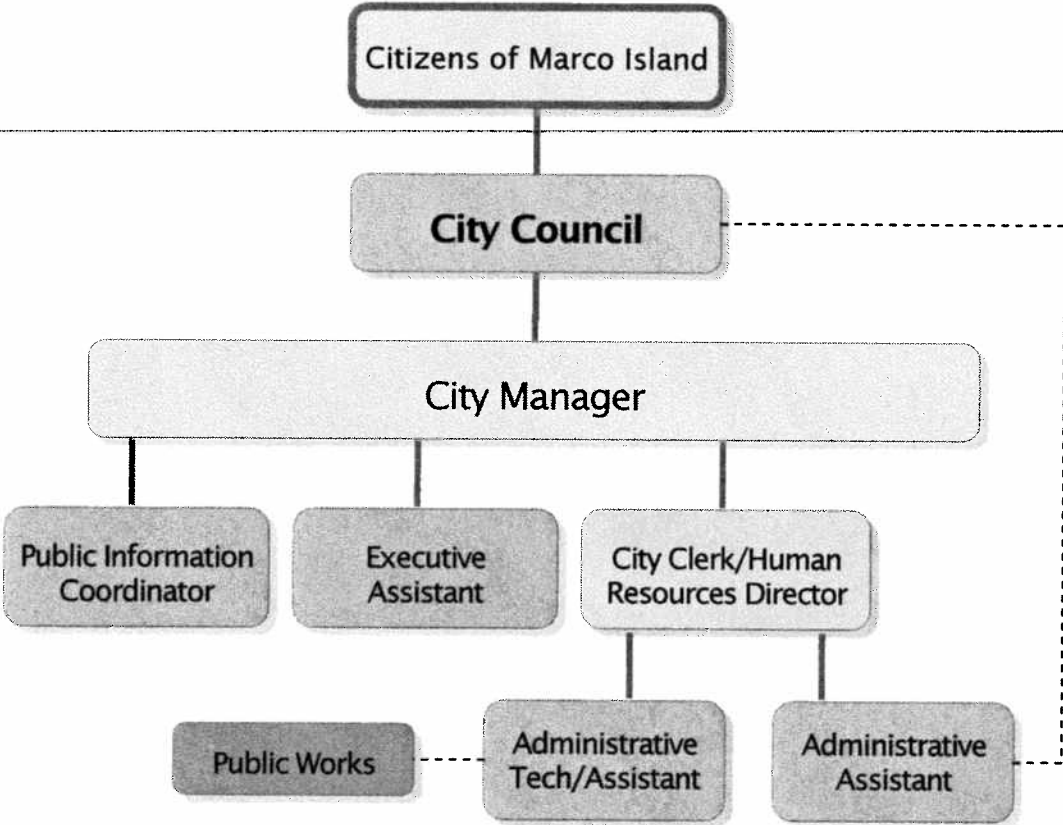 Citizens of Marco Island
City Council
City Manager
Public Information
Coordinator
Executive
Assistant
City Clerk/Human
Resources Director
Public Works
Administrative
Tech/Assistant
Administrative
Assistant